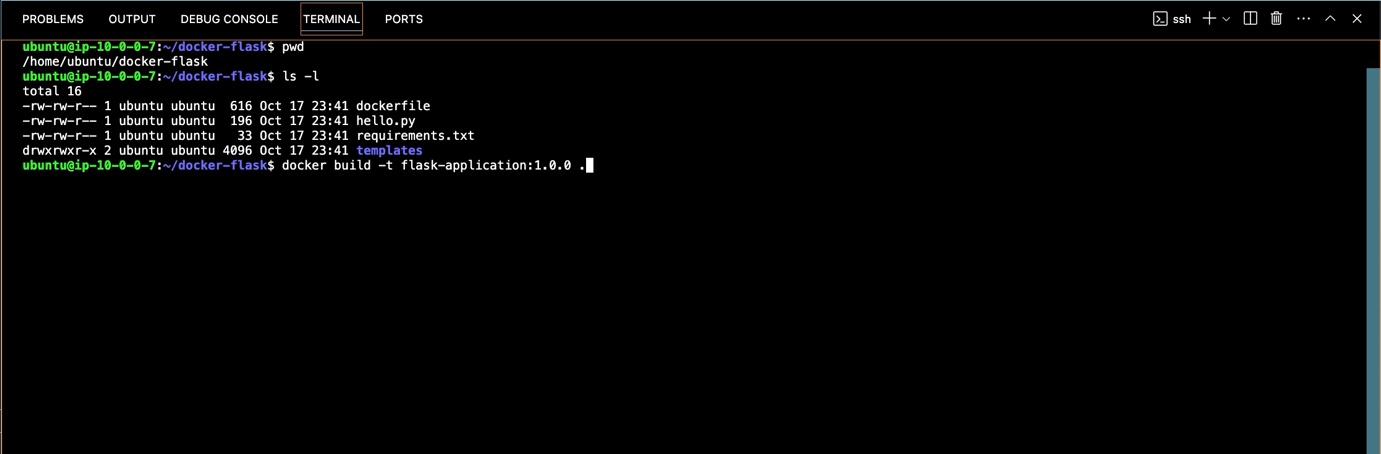 PROBLEMS OUTPUT DEBUG CONSOLE TERMINAL PORTS ssh
ubuntu@ip-10-0-0-7:~/docker-flask$ pwd
/home/ubuntu/docker-flask
ubuntu@ip-10-0-0-7:~/docker-flask$ ls -l
total 16
-rw-rw-r-- 1 ubuntu ubuntu  616 Oct 17 23:41 dockerfile
-rw-rw-r-- 1 ubuntu ubuntu  196 Oct 17 23:41 hello.py
-rw-rw-r-- 1 ubuntu ubuntu   33 Oct 17 23:41 requirements.txt
drwxrwxr-x 2 ubuntu ubuntu 4096 Oct 17 23:41 templates
ubuntu@ip-10-0-0-7:~/docker-flask$ docker build -t flask-application:1.0.0 .